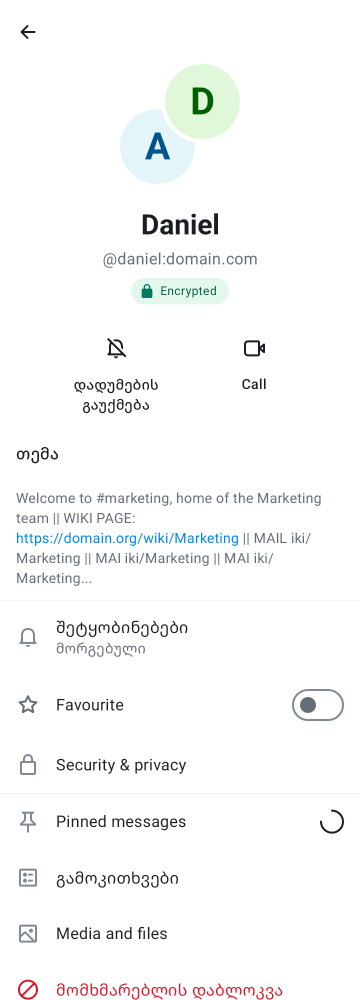 D
A
Daniel
@daniel:domain.com
Encrypted
დადუმების
გაუქმება
Call
თემა
Welcome to #marketing, home of the Marketing
team || WIKI PAGE:
https://domain.org/wiki/Marketing || MAIL iki/
Marketing || MAI iki/Marketing || MAI iki/
Marketing...
შეტყობინებები
მორგებული
Favourite
Security & privacy
Pinned messages
გამოკითხვები
Media and files
მომხმარებლის დაბლოკვა